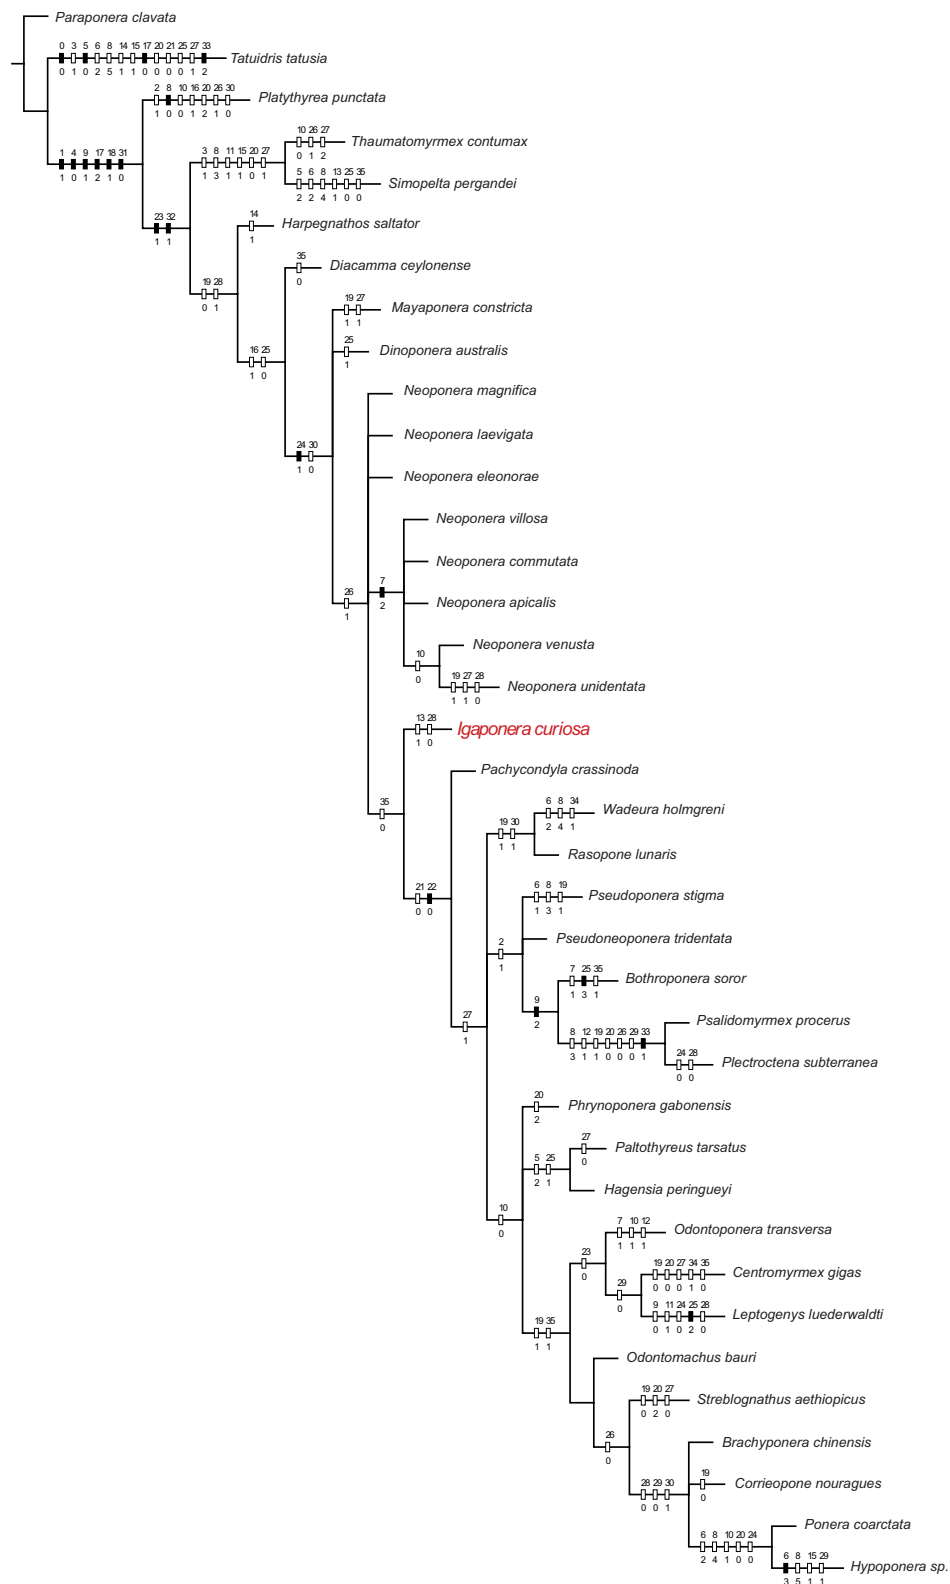 Paraponera clavata
0 3 5 6 8 14 15 17 20 21 25 27 33
Tatuidris tatusia
0 1 0 2 5 1 1 0 0 0 0 1 2
2 8 10 16 20 26 30
Platythyrea punctata
1 0 0 1 2 1 0
10 26 27
Thaumatomyrmex contumax
0 1 2
1 4 9 17 18 31
1 0 1 2 1 0
3 8 11 15 20 27
1 3 1 1 0 1
5 6 8 13 25 35
Simopelta pergandei
2 2 4 1 0 0
23 32
1 1
14
Harpegnathos saltator
1
35
Diacamma ceylonense
0
19 28
0 1
19 27
Mayaponera constricta
1 1
25
Dinoponera australis
1
16 25
1 0
Neoponera magnifica
Neoponera laevigata
24 30
1 0
Neoponera eleonorae
Neoponera villosa
Neoponera commutata
7
2
26
1
Neoponera apicalis
Neoponera venusta
10
0
19 27 28
Neoponera unidentata
1 1 0
13 28
Igaponera curiosa
1 0
Pachycondyla crassinoda
35
0
6 8 34
Wadeura holmgreni
2 4 1
19 30
1 1
Rasopone lunaris
21 22
0 0
6 8 19
Pseudoponera stigma
1 3 1
2
1
Pseudoneoponera tridentata
7 25 35
Bothroponera soror
1 3 1
9
2
27
1
Psalidomyrmex procerus
8 12 19 20 26 29 33
3 1 1 0 0 0 1
24 28
Plectroctena subterranea
0 0
20
Phrynoponera gabonensis
2
27
Paltothyreus tarsatus
0
5 25
2 1
Hagensia peringueyi
10
0
7 10 12
Odontoponera transversa
1 1 1
23
0
19 20 27 34 35
Centromyrmex gigas
0 0 0 1 0
29
0
9 11 24 25 28
Leptogenys luederwaldti
0 1 0 2 0
19 35
1 1
Odontomachus bauri
19 20 27
Streblognathus aethiopicus
0 2 0
26
0
Brachyponera chinensis
19
Corrieopone nouragues
0
28 29 30
0 0 1
Ponera coarctata
6 8 10 20 24
2 4 1 0 0
6 8 15 29
Hypoponera sp.
3 5 1 1